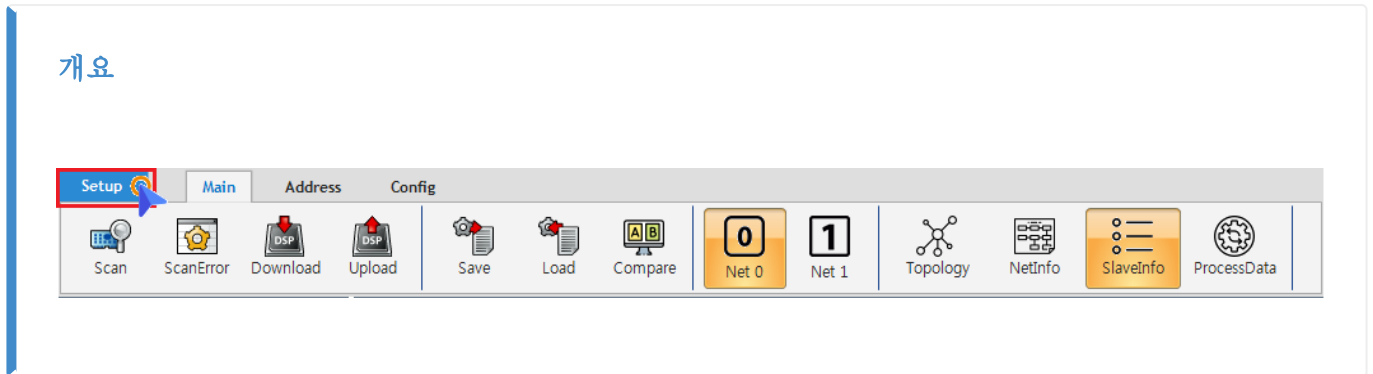 개요
Setup Main Address Config
DSP DSP A B 0 1
Scan ScanError Download Upload Save Load Compare Net 0 Net 1 Topology NetInfo SlaveInfo ProcessData